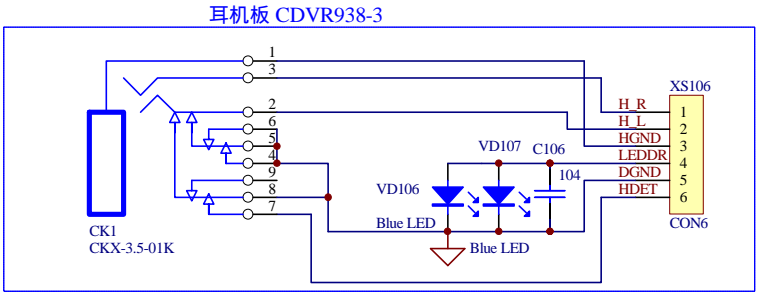 耳机板 CDVR938-3
1
3
2
6
5
4
9
8
7
CK1
CKX-3.5-01K
VD106
Blue LED
VD107
Blue LED
C106
104
XS106
H_R 1
H_L 2
HGND 3
LEDDR 4
DGND 5
HDET 6
CON6